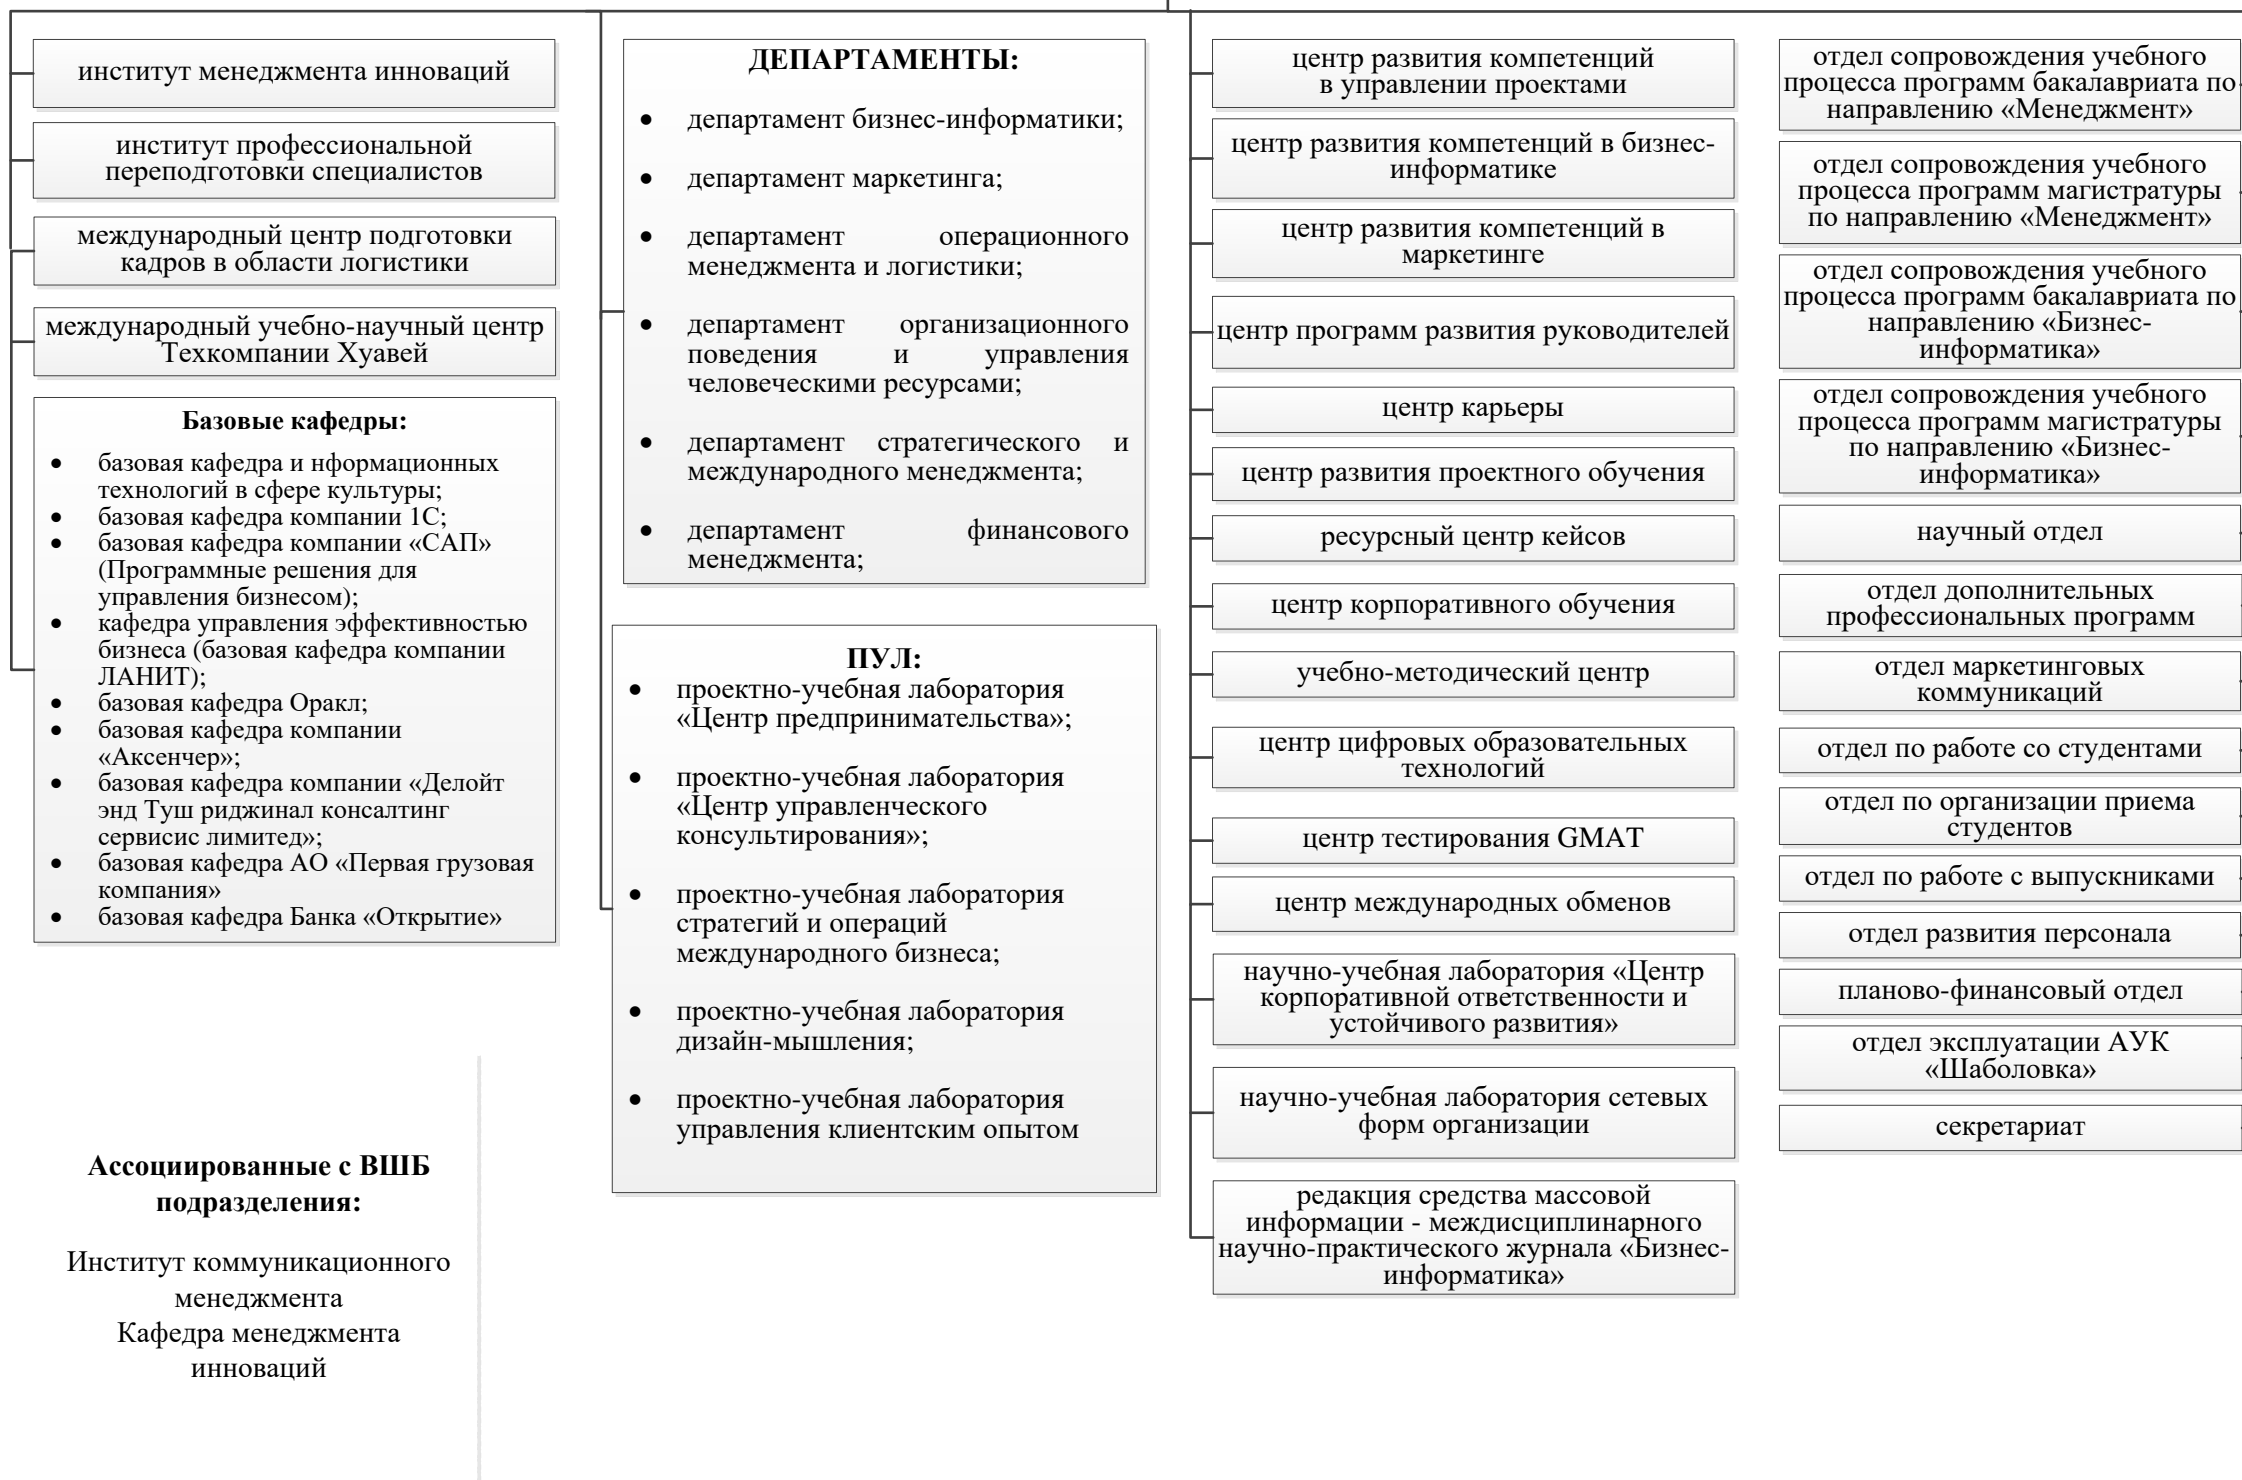 институт менеджмента инноваций
институт профессиональной
переподготовки специалистов
международный центр подготовки
кадров в области логистики
международный учебно-научный центр
Техкомпании Хуавей
Базовые кафедры:
• базовая кафедра и нформационных
технологий в сфере культуры;
• базовая кафедра компании 1С;
• базовая кафедра компании «САП»
(Программные решения для
управления бизнесом);
• кафедра управления эффективностью
бизнеса (базовая кафедра компании
ЛАНИТ);
• базовая кафедра Оракл;
• базовая кафедра компании
«Аксенчер»;
• базовая кафедра компании «Делойт
энд Туш риджинал консалтинг
сервисис лимитед»;
• базовая кафедра АО «Первая грузовая
компания»
• базовая кафедра Банка «Открытие»
Ассоциированные с ВШБ
подразделения:
Институт коммуникационного
менеджмента
Кафедра менеджмента
инноваций
ДЕПАРТАМЕНТЫ:
• департамент бизнес-информатики;
• департамент маркетинга;
• департамент операционного
менеджмента и логистики;
• департамент организационного
поведения и управления
человеческими ресурсами;
• департамент стратегического и
международного менеджмента;
• департамент финансового
менеджмента;
ПУЛ:
• проектно-учебная лаборатория
«Центр предпринимательства»;
• проектно-учебная лаборатория
«Центр управленческого
консультирования»;
• проектно-учебная лаборатория
стратегий и операций
международного бизнеса;
• проектно-учебная лаборатория
дизайн-мышления;
• проектно-учебная лаборатория
управления клиентским опытом
центр развития компетенций
в управлении проектами
центр развития компетенций в бизнес-
информатике
центр развития компетенций в
маркетинге
центр программ развития руководителей
центр карьеры
центр развития проектного обучения
ресурсный центр кейсов
центр корпоративного обучения
учебно-методический центр
центр цифровых образовательных
технологий
центр тестирования GMAT
центр международных обменов
научно-учебная лаборатория «Центр
корпоративной ответственности и
устойчивого развития»
научно-учебная лаборатория сетевых
форм организации
редакция средства массовой
информации - междисциплинарного
научно-практического журнала «Бизнес-
информатика»
отдел сопровождения учебного
процесса программ бакалавриата по
направлению «Менеджмент»
отдел сопровождения учебного
процесса программ магистратуры
по направлению «Менеджмент»
отдел сопровождения учебного
процесса программ бакалавриата по
направлению «Бизнес-
информатика»
отдел сопровождения учебного
процесса программ магистратуры
по направлению «Бизнес-
информатика»
научный отдел
отдел дополнительных
профессиональных программ
отдел маркетинговых
коммуникаций
отдел по работе со студентами
отдел по организации приема
студентов
отдел по работе с выпускниками
отдел развития персонала
планово-финансовый отдел
отдел эксплуатации АУК
«Шаболовка»
секретариат